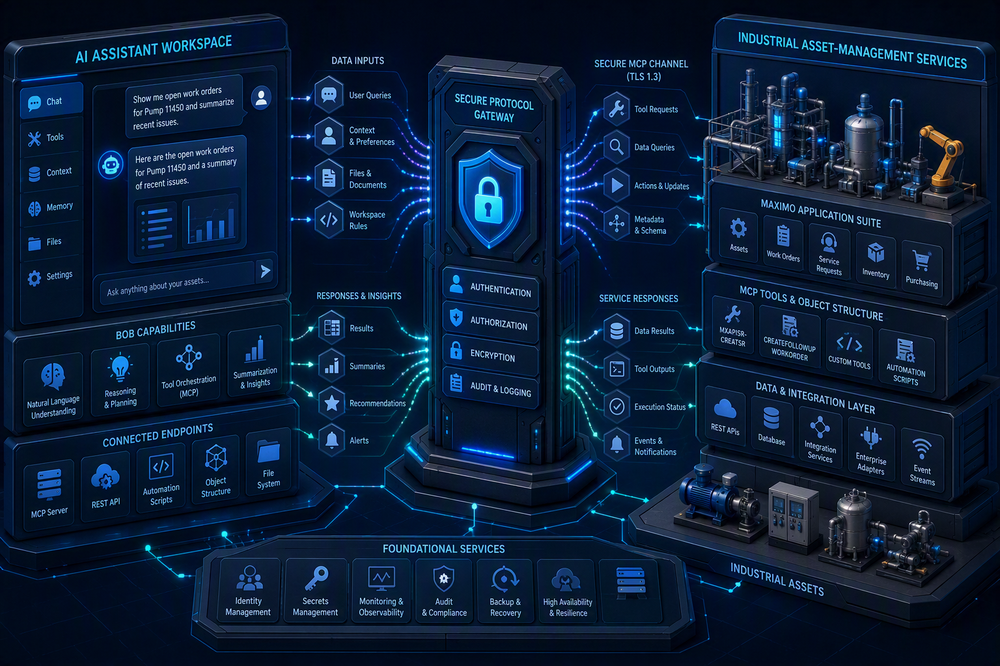 AI ASSISTANT WORKSPACE
Chat
Tools
Context
Memory
Files
Settings
Show me open work orders
for Pump 11450 and summarize
recent issues.
Here are the open work orders
for Pump 11450 and a summary
of recent issues.
Ask anything about your assets...
BOB CAPABILITIES
Natural Language
Understanding
Reasoning
& Planning
Tool Orchestration
(MCP)
Summarization
& Insights
CONNECTED ENDPOINTS
MCP Server
REST API
Automation
Scripts
Object
Structure
File
System
DATA INPUTS
User Queries
Context
& Preferences
Files &
Documents
Workspace
Rules
RESPONSES & INSIGHTS
Results
Summaries
Recommendations
Alerts
SECURE PROTOCOL
GATEWAY
AUTHENTICATION
AUTHORIZATION
ENCRYPTION
AUDIT & LOGGING
SECURE MCP CHANNEL
(TLS 1.3)
Tool Requests
Data Queries
Actions & Updates
Metadata
& Schema
SERVICE RESPONSES
Data Results
Tool Outputs
Execution Status
Events &
Notifications
INDUSTRIAL ASSET-MANAGEMENT SERVICES
MAXIMO APPLICATION SUITE
Assets
Work Orders
Service
Requests
Inventory
Purchasing
MCP TOOLS & OBJECT STRUCTURE
MXAPISR-
CREATSR
CREATEFOLLOWUP
WORKORDER
CUSTOM TOOLS
AUTOMATION
SCRIPTS
DATA & INTEGRATION LAYER
REST APIs
Database
Integration
Services
Enterprise
Adapters
Event
Streams
INDUSTRIAL ASSETS
FOUNDATIONAL SERVICES
Identity
Management
Secrets
Management
Monitoring &
Observability
Audit
& Compliance
Backup &
Recovery
High Availability
& Resilience